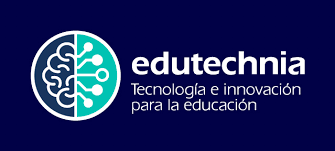 edutechnia
Tecnología e innovación
para la educación